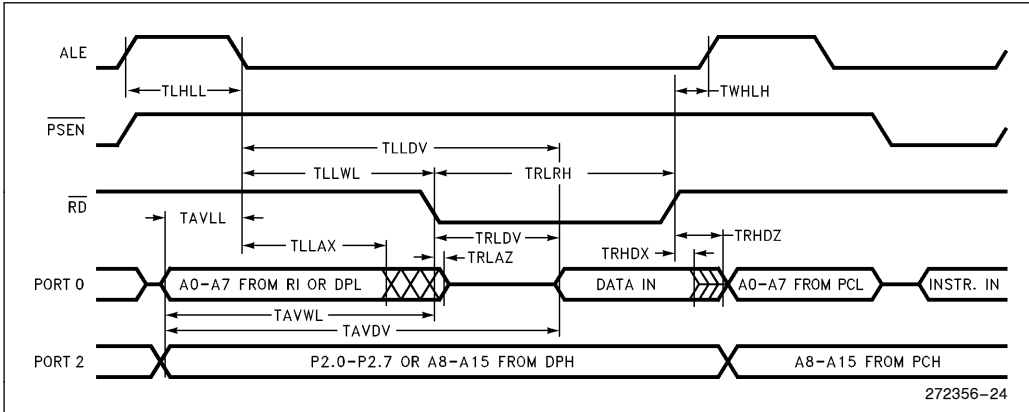 ALE
TLHLL
TWHLH
PSEN
TLLDV
TLLWL
TRLRH
RD
TAVLL
TRLDV
TRHDZ
TLLAX
TRLAZ
TRHDX
PORT 0
A0-A7 FROM RI OR DPL
DATA IN
A0-A7 FROM PCL
INSTR. IN
TAVWL
TAVDV
PORT 2
P2.0-P2.7 OR A8-A15 FROM DPH
A8-A15 FROM PCH
272356-24